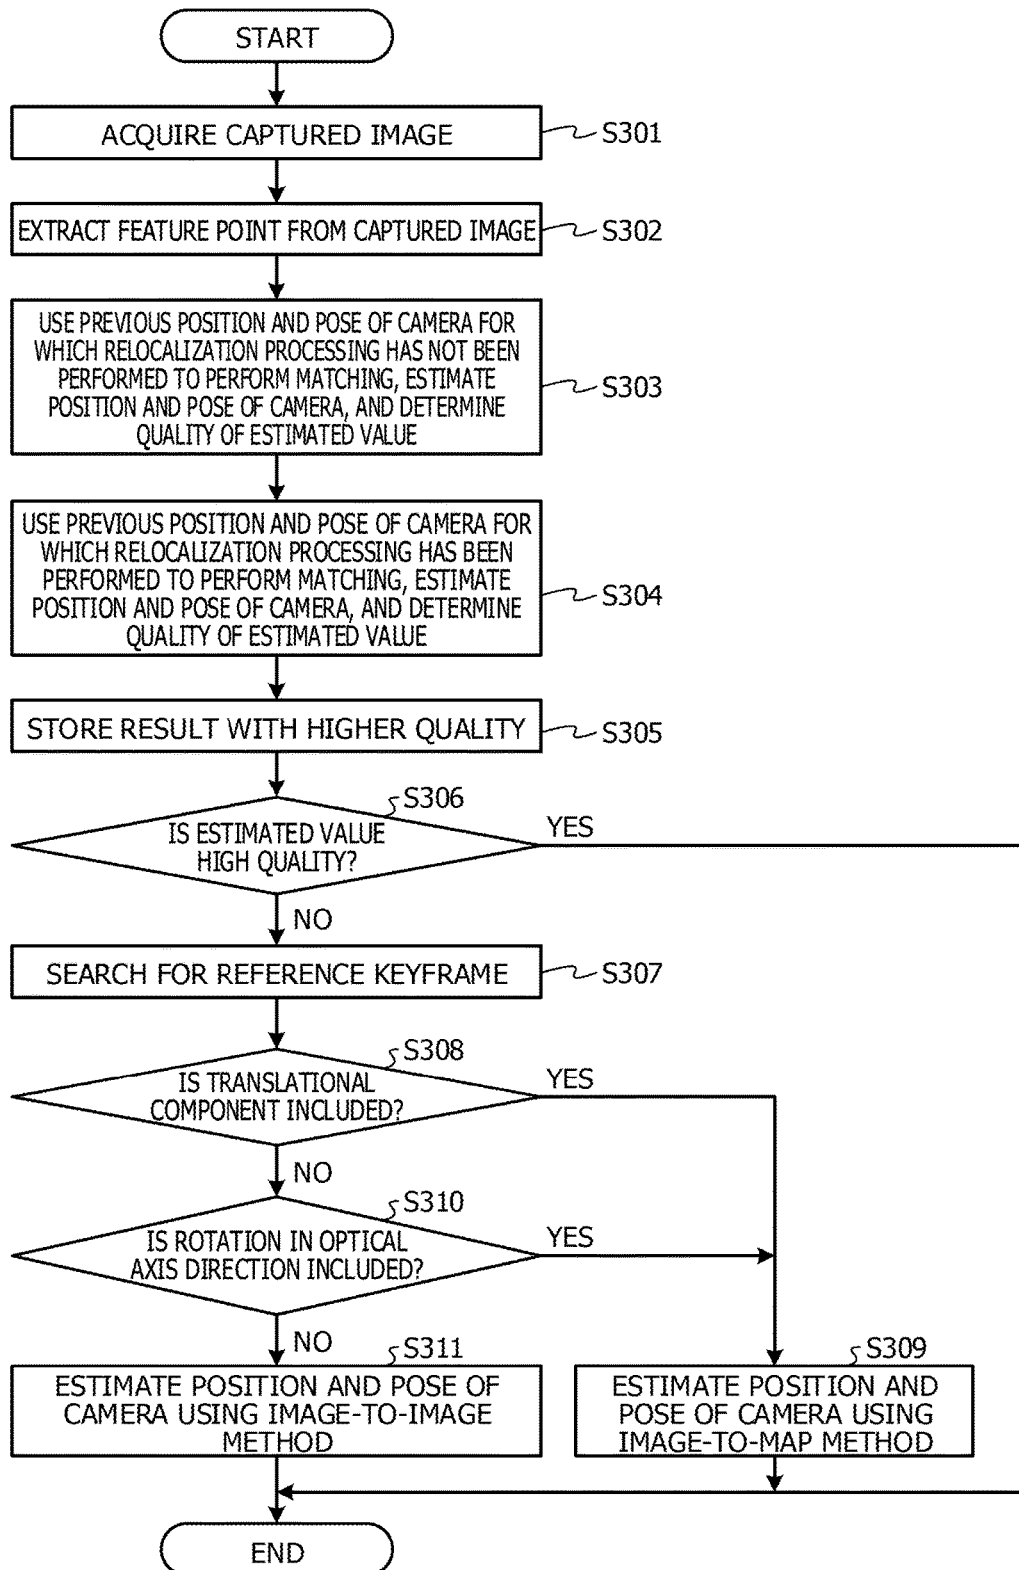 START
ACQUIRE CAPTURED IMAGE
S301
EXTRACT FEATURE POINT FROM CAPTURED IMAGE
S302
USE PREVIOUS POSITION AND POSE OF CAMERA FOR
WHICH RELOCALIZATION PROCESSING HAS NOT BEEN
PERFORMED TO PERFORM MATCHING, ESTIMATE
POSITION AND POSE OF CAMERA, AND DETERMINE
QUALITY OF ESTIMATED VALUE
S303
USE PREVIOUS POSITION AND POSE OF CAMERA FOR
WHICH RELOCALIZATION PROCESSING HAS BEEN
PERFORMED TO PERFORM MATCHING, ESTIMATE
POSITION AND POSE OF CAMERA, AND DETERMINE
QUALITY OF ESTIMATED VALUE
S304
STORE RESULT WITH HIGHER QUALITY
S305
S306
IS ESTIMATED VALUE
HIGH QUALITY?
YES
NO
SEARCH FOR REFERENCE KEYFRAME
S307
S308
IS TRANSLATIONAL
COMPONENT INCLUDED?
YES
NO
S310
IS ROTATION IN OPTICAL
AXIS DIRECTION INCLUDED?
YES
NO
S311
ESTIMATE POSITION AND POSE OF
CAMERA USING IMAGE-TO-IMAGE
METHOD
S309
ESTIMATE POSITION AND
POSE OF CAMERA USING
IMAGE-TO-MAP METHOD
END